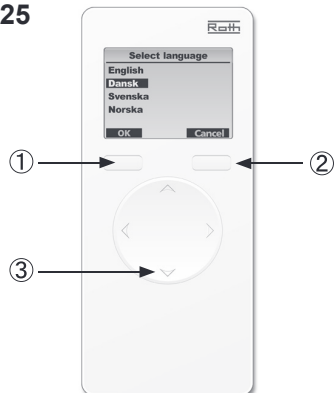 25
Roth
Select language
English
Dansk
Svenska
Norska
OK Cancel
1
2
3